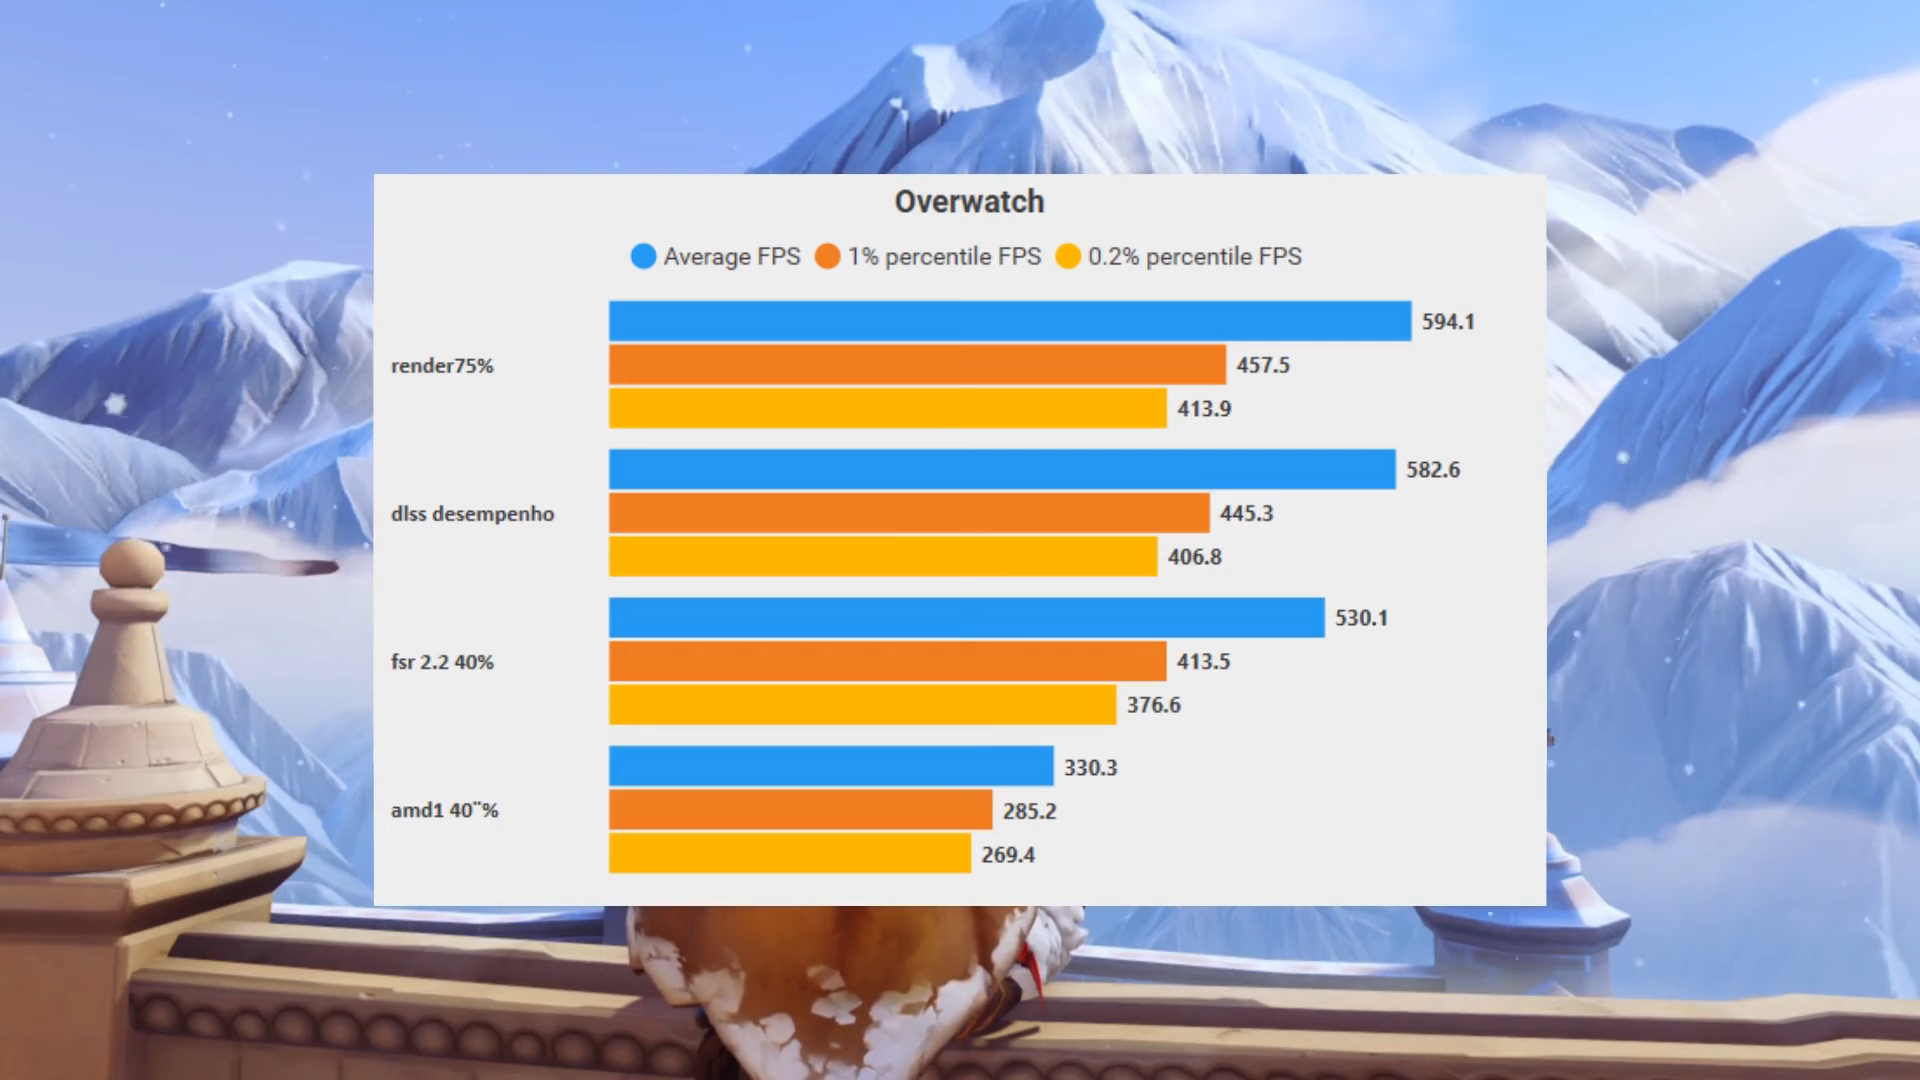 Overwatch
Average FPS 1% percentile FPS 0.2% percentile FPS
594.1
render75% 457.5
413.9
582.6
dlss desempenho 445.3
406.8
530.1
fsr 2.2 40% 413.5
376.6
330.3
amd1 40¨% 285.2
269.4